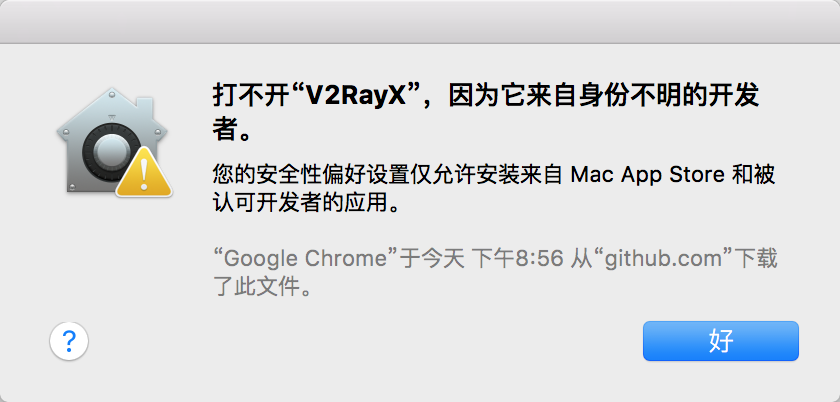 打不开“V2RayX”，因为它来自身份不明的开发
者。
您的安全性偏好设置仅允许安装来自 Mac App Store 和被
认可开发者的应用。
“Google Chrome”于今天 下午8:56 从“github.com”下载
了此文件。
?
好